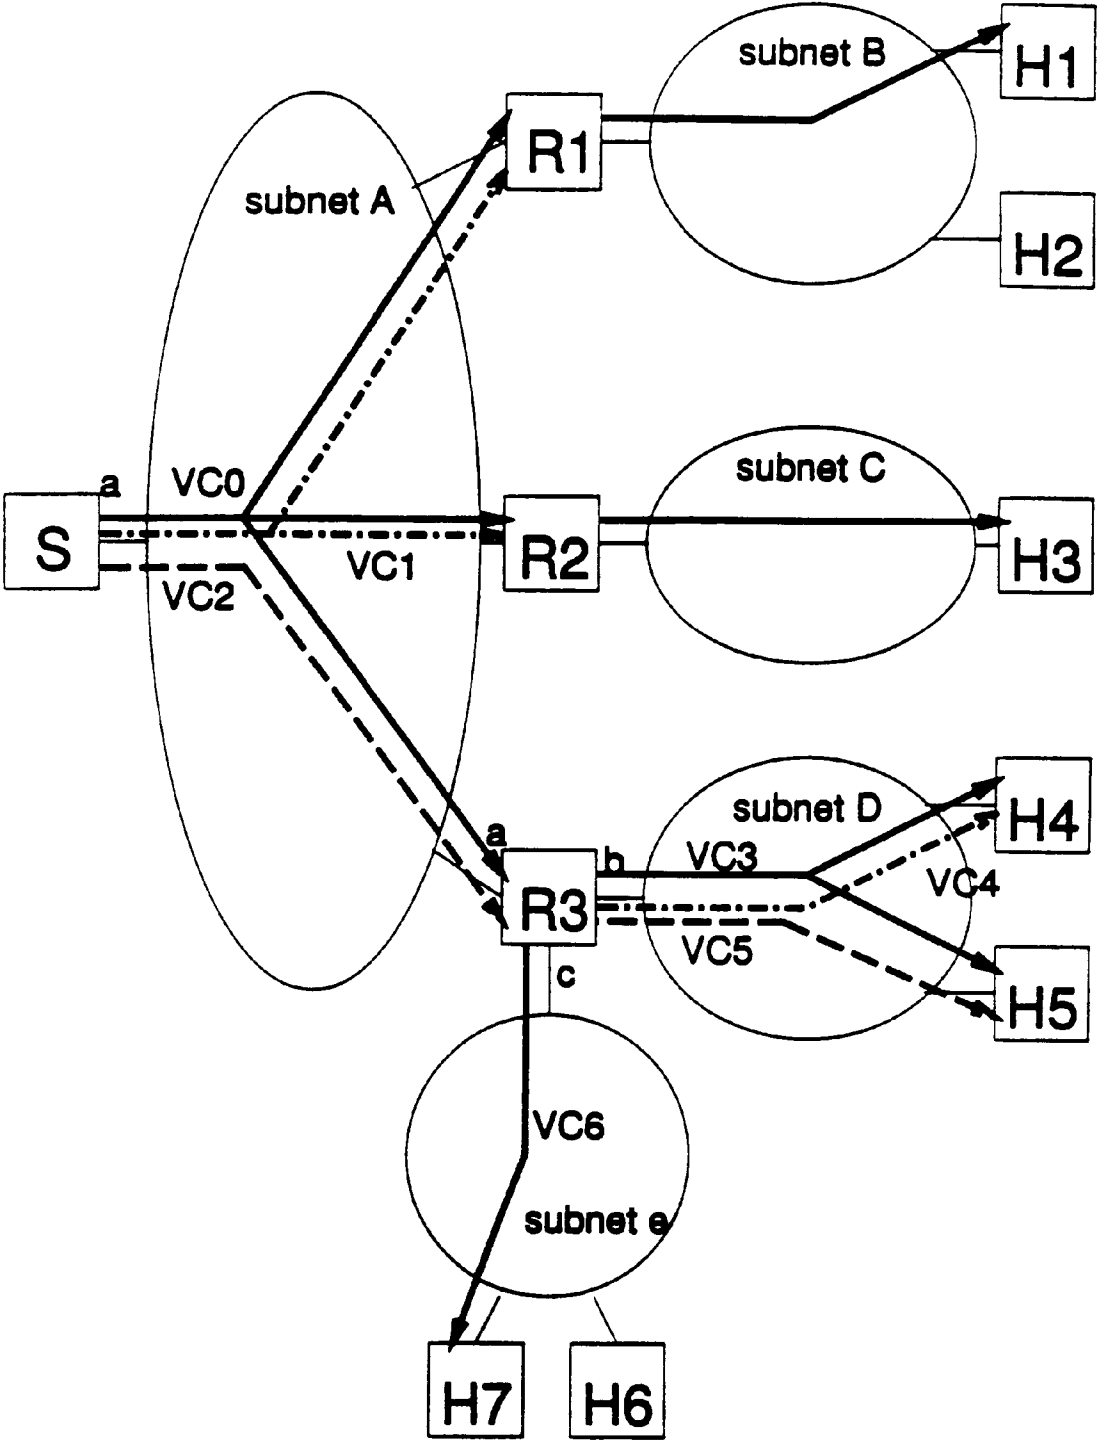 subnet B
H1
R1
subnet A
H2
a
VC0
subnet C
S
VC1
R2
H3
VC2
subnet D
H4
a
b
VC3
VC4
R3
VC5
c
H5
VC6
subnet e
H7
H6